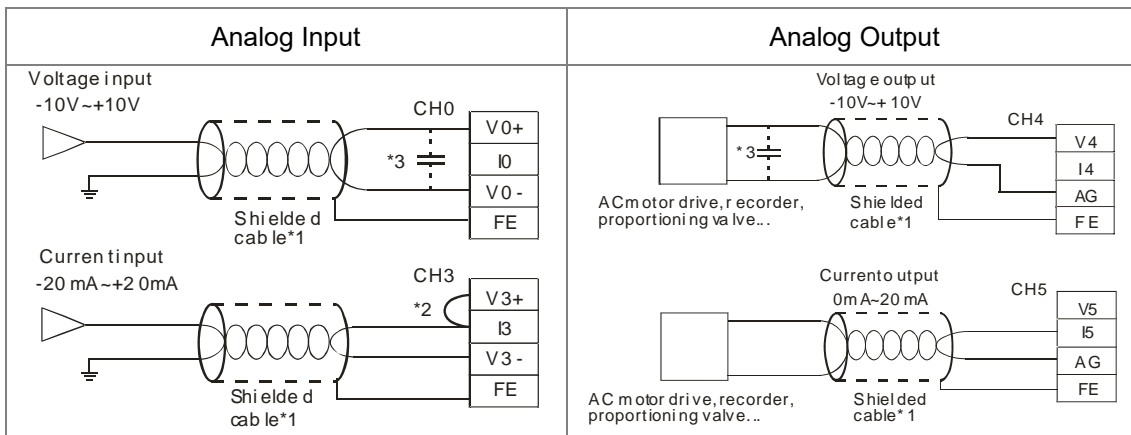 Analog Input
Voltage input
-10V~+10V
CH0
V0+
I0
V0-
FE
*3
Shielded
cable*1
Current input
-20mA~+20mA
CH3
V3+
I3
V3-
FE
*2
Shielded
cable*1
Analog Output
Voltage output
-10V~+10V
CH4
V4
I4
AG
FE
*3
AC motor drive, recorder,
proportioning valve...
Shielded
cable*1
Current output
0mA~20mA
CH5
V5
I5
AG
FE
AC motor drive, recorder,
proportioning valve...
Shielded
cable*1